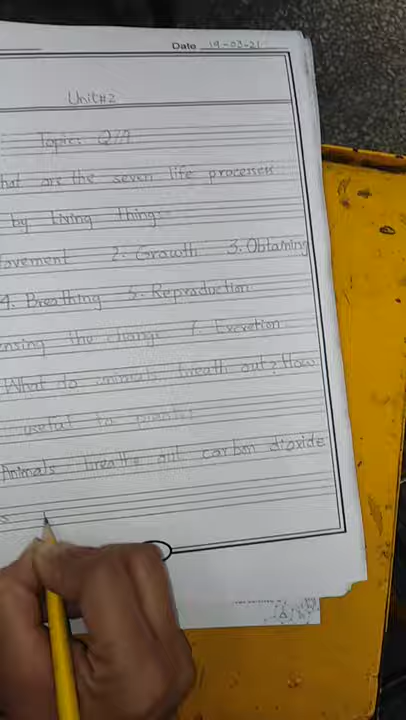 Date 19-03-21
Unit#2
Topic: Q/A
hat are the seven life processes
by living thing:
ovement 2. Growth 3. Obtaining
4. Breathing 5. Reproduction
ensing the change 7. Excretion
What do animals breath out? How
useful to plants?
Animals breathe out carbon dioxide
s